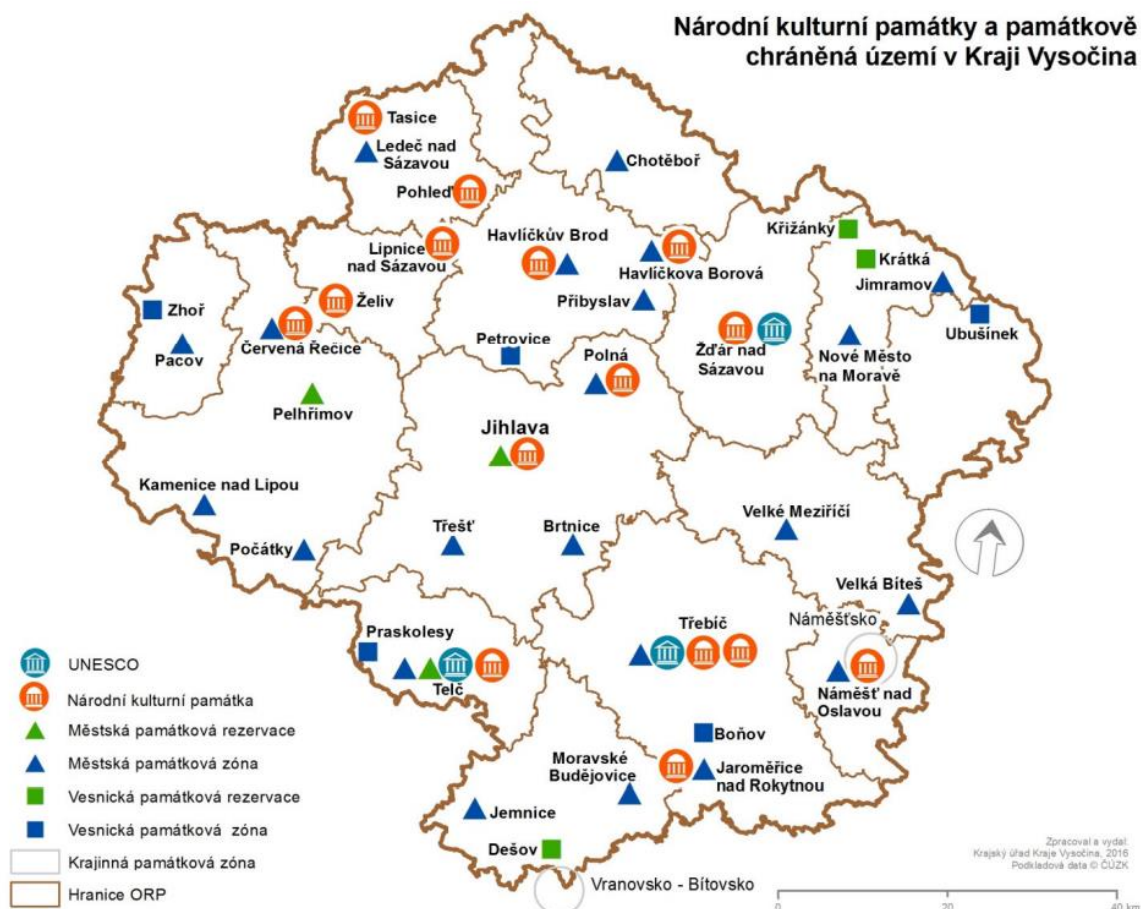 Národní kulturní památky a památkově
chráněná území v Kraji Vysočina
Tasice
Ledeč nad
Sázavou
Chotěboř
Pohleď
Křižánky
Lipnice
nad Sázavou
Havlíčkův Brod
Krátká
Havlíčkova Borová
Jimramov
Želiv
Přibyslav
Zhoř
Ubušínek
Pacov
Červená Řečice
Petrovice
Polná
Žďár nad
Sázavou
Nové Město
na Moravě
Pelhřimov
Jihlava
Kamenice nad Lipou
Velké Meziříčí
Třešť
Brtnice
Počátky
Velká Bíteš
Náměšťsko
Praskolesy
Třebíč
Telč
Náměšť nad
Oslavou
Boňov
Moravské
Budějovice
Jaroměřice
nad Rokytnou
Jemnice
Dešov
Vranovsko - Bítovsko
UNESCO
Národní kulturní památka
Městská památková rezervace
Městská památková zóna
Vesnická památková rezervace
Vesnická památková zóna
Krajinná památková zóna
Hranice ORP
Zpracoval a vydal:
Krajský úřad Kraje Vysočina, 2016
Podkladová data © ČÚZK
0 20 40 km